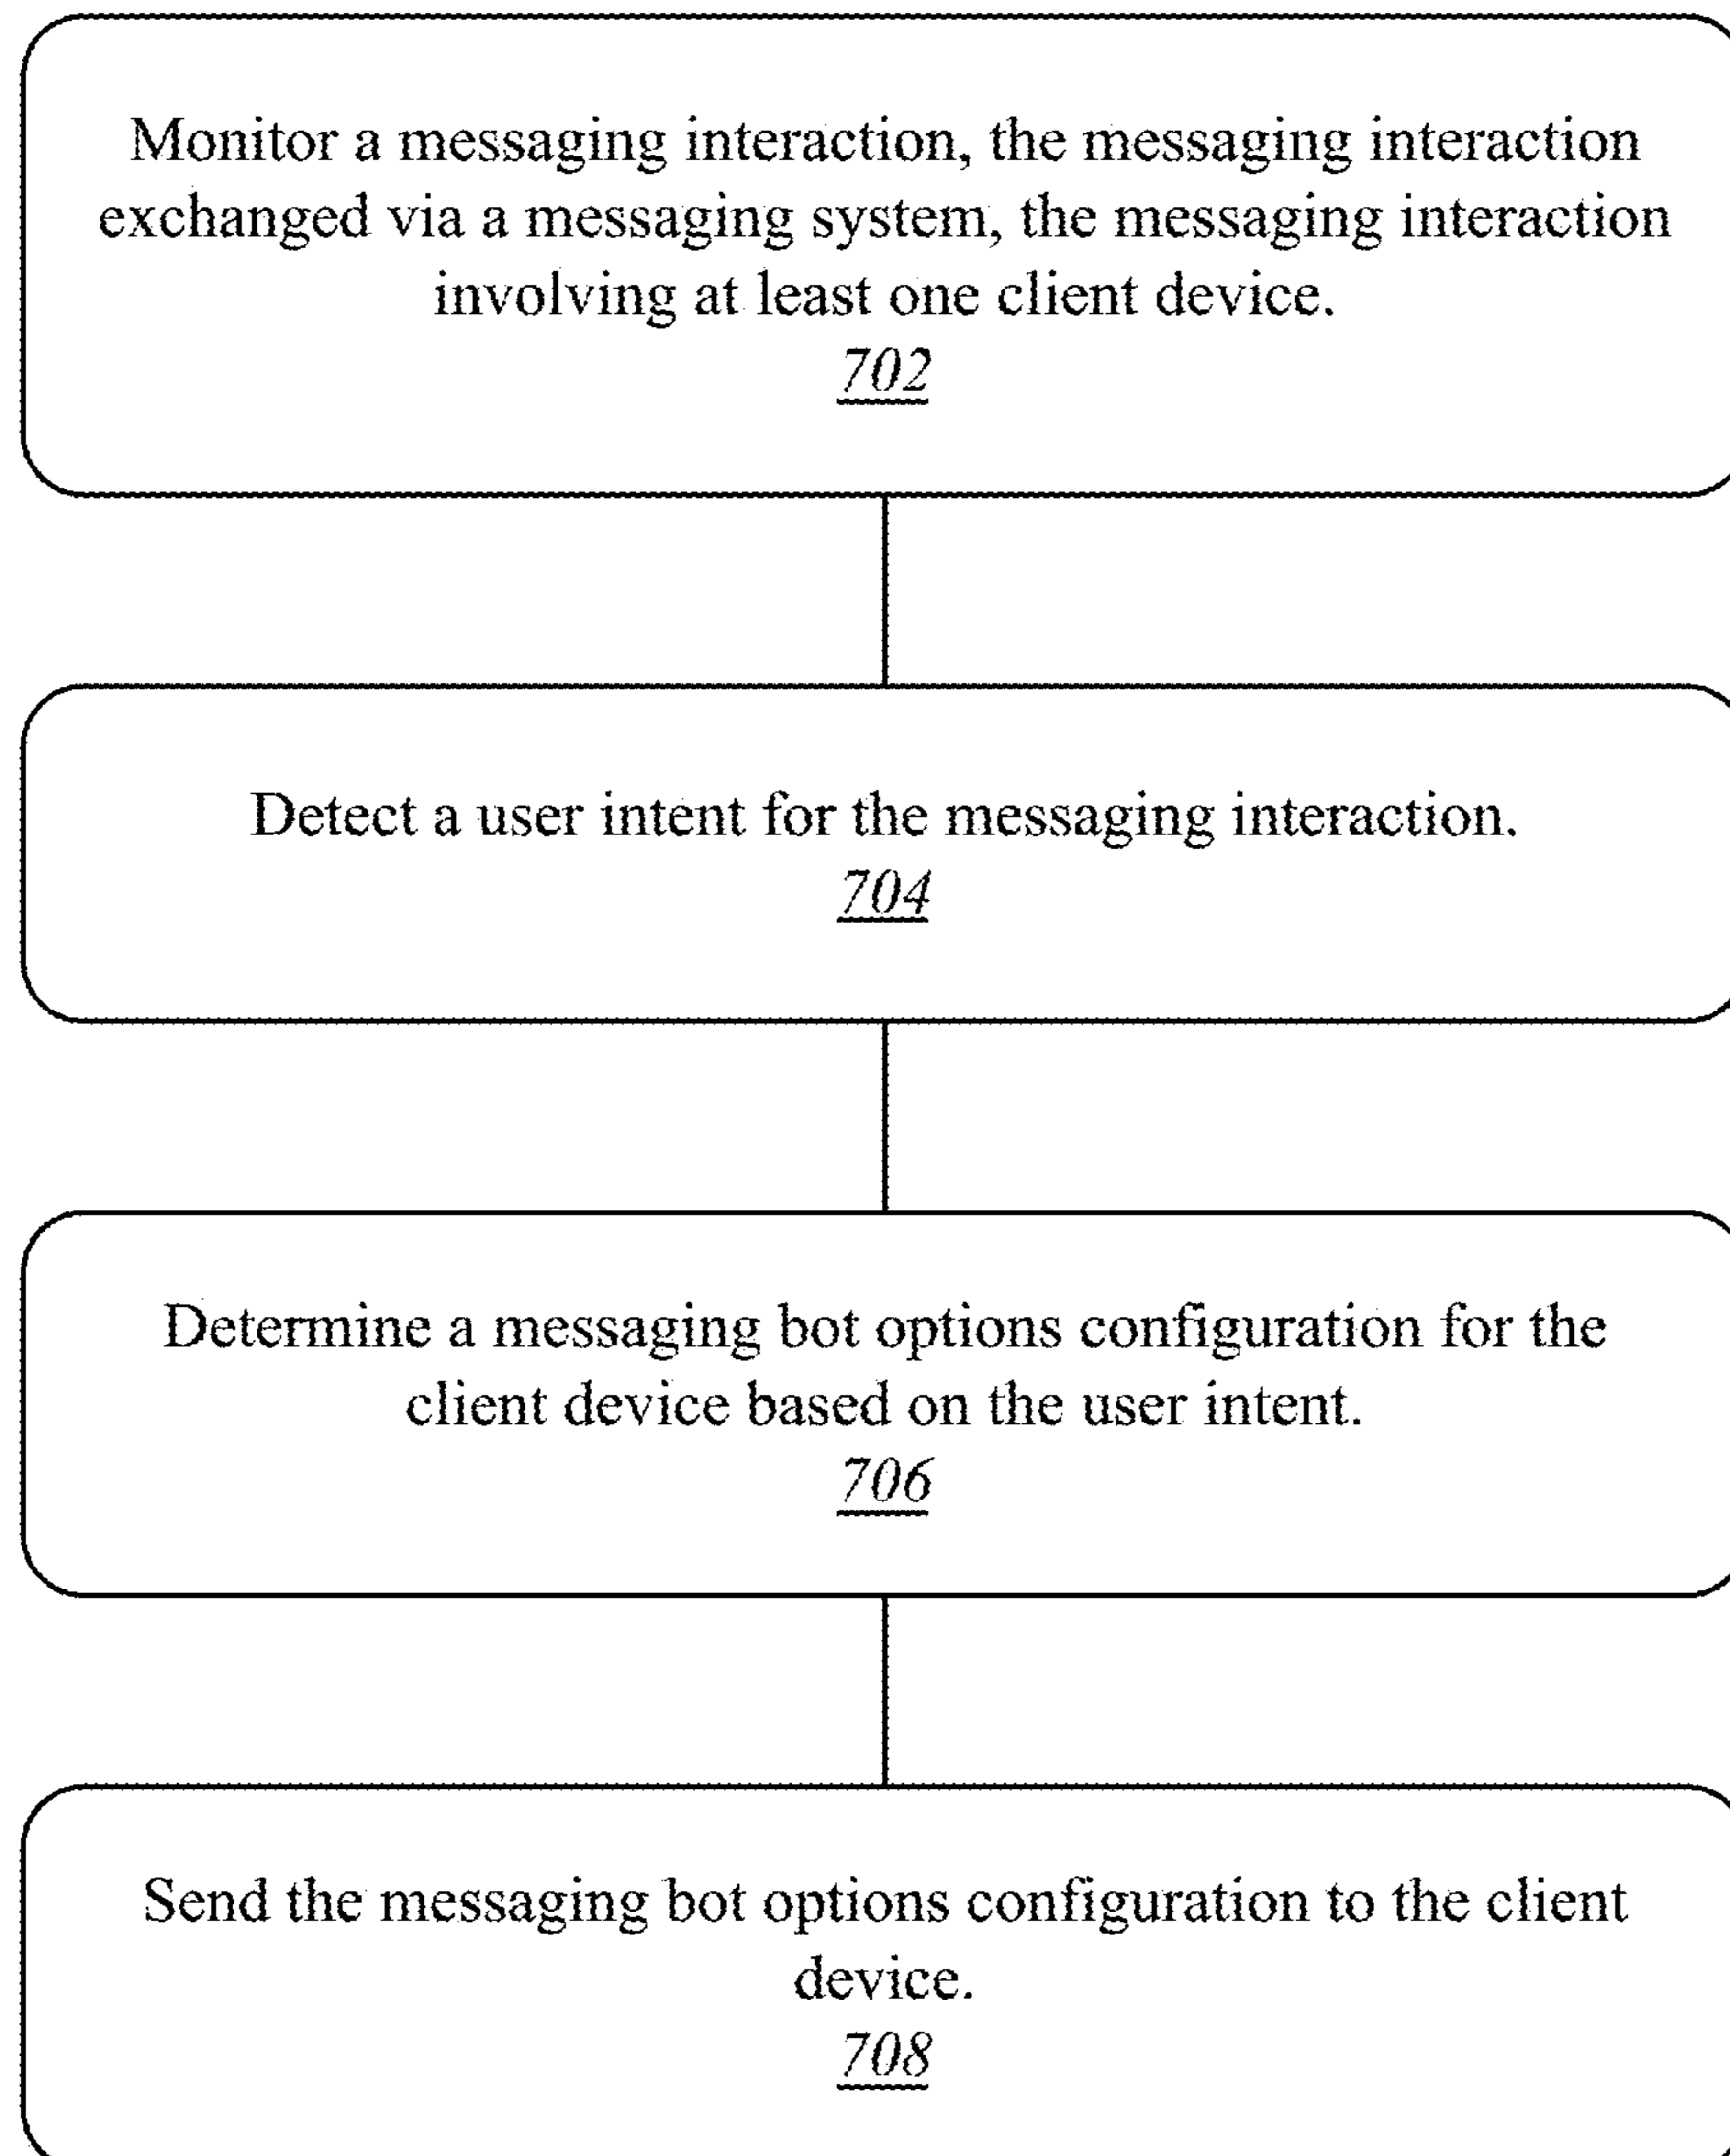 Monitor a messaging interaction, the messaging interaction
exchanged via a messaging system, the messaging interaction
involving at least one client device.
702
Detect a user intent for the messaging interaction.
704
Determine a messaging bot options configuration for the
client device based on the user intent.
706
Send the messaging bot options configuration to the client
device.
708